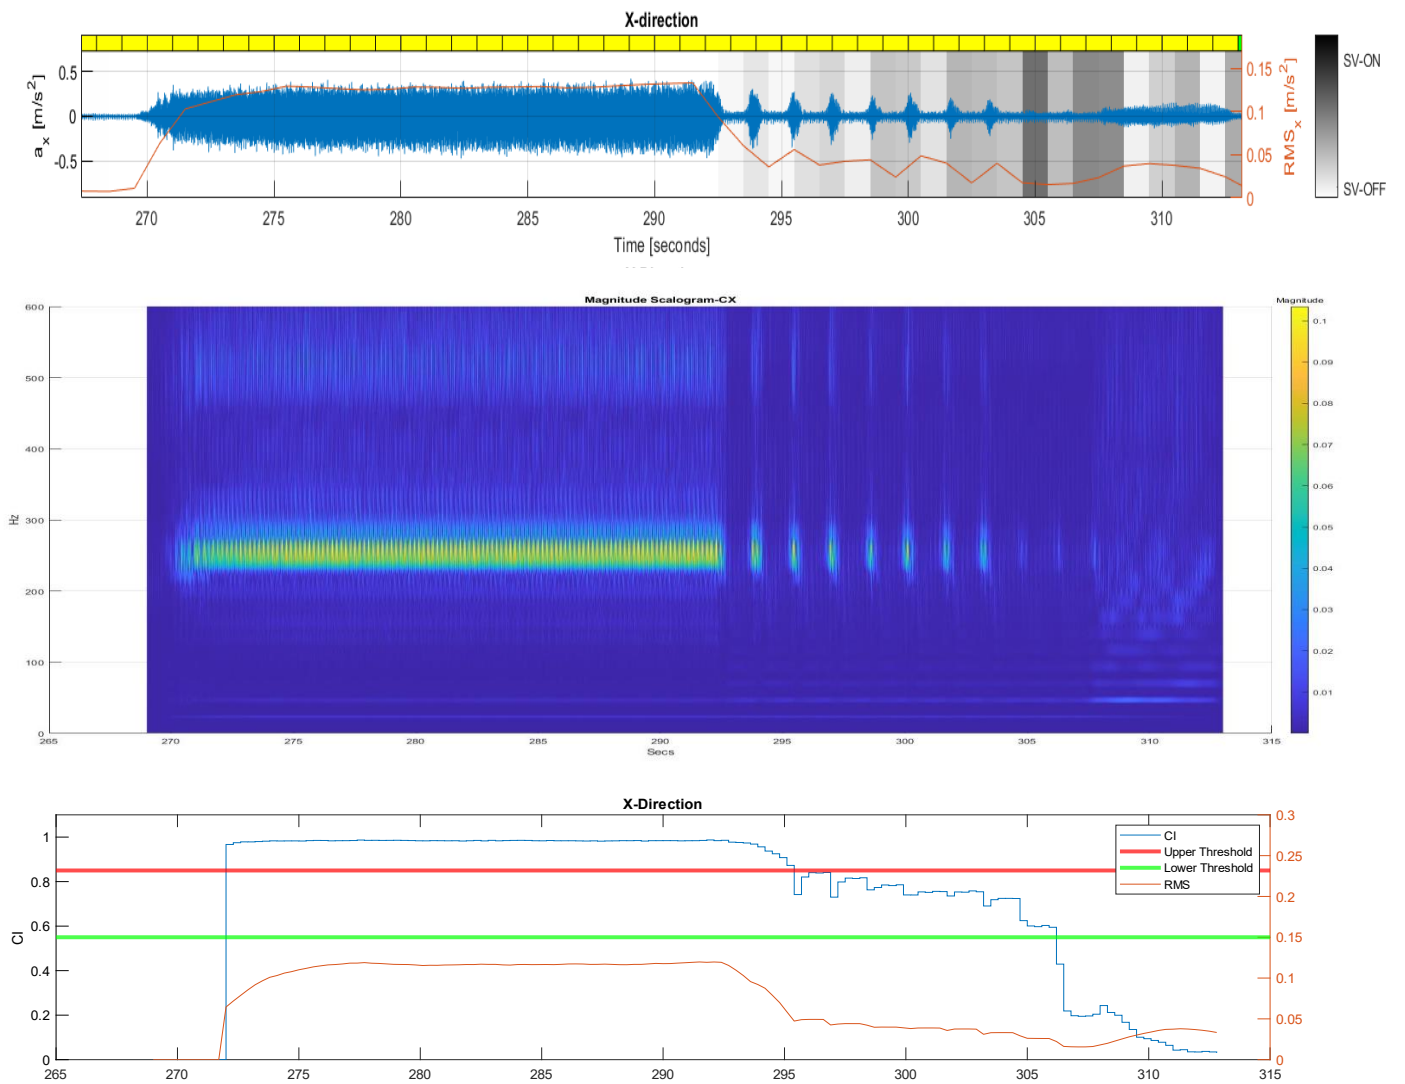 X-direction
0.5
0
-0.5
a_x [m/s^2]
0.15
0.1
0.05
0
RMS_x [m/s^2]
SV-ON
SV-OFF
270 275 280 285 290 295 300 305 310
Time [seconds]
Magnitude Scalogram-CX
Magnitude
600
500
400
300
200
100
0
Hz
0.1
0.09
0.08
0.07
0.06
0.05
0.04
0.03
0.02
0.01
265 270 275 280 285 290 295 300 305 310 315
Secs
X-Direction
1
0.8
0.6
0.4
0.2
0
CI
CI
Upper Threshold
Lower Threshold
RMS
0.3
0.25
0.2
0.15
0.1
0.05
0
265 270 275 280 285 290 295 300 305 310 315